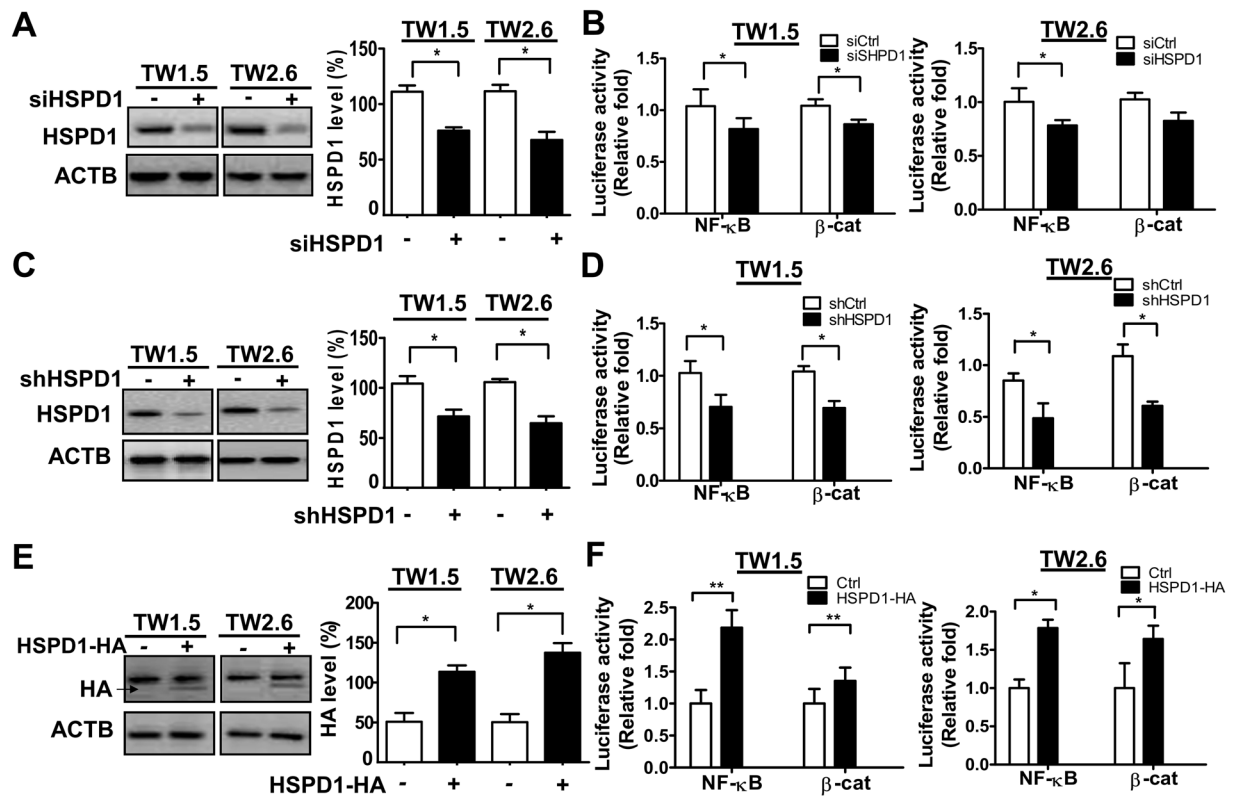 A
TW1.5 TW2.6
siHSPD1 - + - +
HSPD1
ACTB
HSPD1 level (%)
TW1.5 TW2.6
* *
150
100
50
0
- + - +
siHSPD1
B
TW1.5
siCtrl
siSHPD1
Luciferase activity
(Relative fold)
* *
1.5
1.0
0.5
0.0
NF-κB β-cat
TW2.6
siCtrl
siHSPD1
Luciferase activity
(Relative fold)
*
1.5
1.0
0.5
0.0
NF-κB β-cat
C
TW1.5 TW2.6
shHSPD1 - + - +
HSPD1
ACTB
HSPD1 level (%)
TW1.5 TW2.6
* *
150
100
50
0
- + - +
shHSPD1
D
TW1.5
shCtrl
shHSPD1
Luciferase activity
(Relative fold)
* *
1.5
1.0
0.5
0.0
NF-κB β-cat
TW2.6
shCtrl
shHSPD1
Luciferase activity
(Relative fold)
* *
1.5
1.0
0.5
0.0
NF-κB β-cat
E
TW1.5 TW2.6
HSPD1-HA - + - +
HA
ACTB
HA level (%)
TW1.5 TW2.6
* *
200
150
100
50
0
- + - +
HSPD1-HA
F
TW1.5
Ctrl
HSPD1-HA
Luciferase activity
(Relative fold)
** **
2.5
2.0
1.5
1.0
0.5
0.0
NF-κB β-cat
TW2.6
Ctrl
HSPD1-HA
Luciferase activity
(Relative fold)
* *
2.0
1.5
1.0
0.5
0.0
NF-κB β-cat